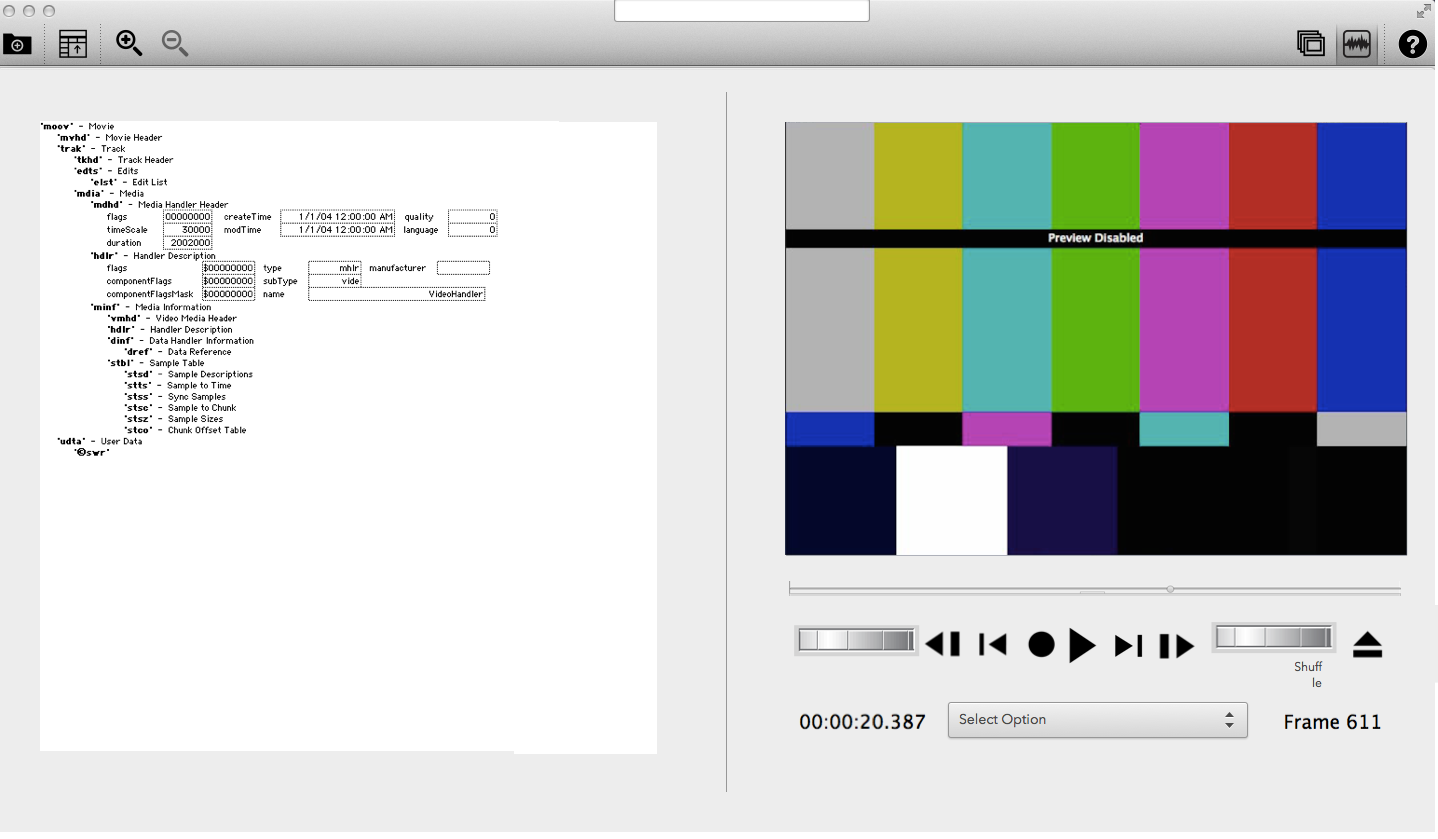 'moov' - Movie
'mvhd' - Movie Header
'trak' - Track
'tkhd' - Track Header
'edts' - Edits
'elst' - Edit List
'mdia' - Media
'mdhd' - Media Handler Header
flags 00000000 createTime 1/1/04 12:00:00 AM quality 0
timeScale 30000 modTime 1/1/04 12:00:00 AM language 0
duration 2002000
'hdlr' - Handler Description
flags $00000000 type mhlr manufacturer
componentFlags $00000000 subType vide
componentFlagsMask $00000000 name VideoHandler
'minf' - Media Information
'vmhd' - Video Media Header
'hdlr' - Handler Description
'dinf' - Data Handler Information
'dref' - Data Reference
'stbl' - Sample Table
'stsd' - Sample Descriptions
'stts' - Sample to Time
'stss' - Sync Samples
'stsc' - Sample to Chunk
'stsz' - Sample Sizes
'stco' - Chunk Offset Table
'udta' - User Data
'©swr'
Preview Disabled
Shuff
le
00:00:20.387
Select Option
Frame 611